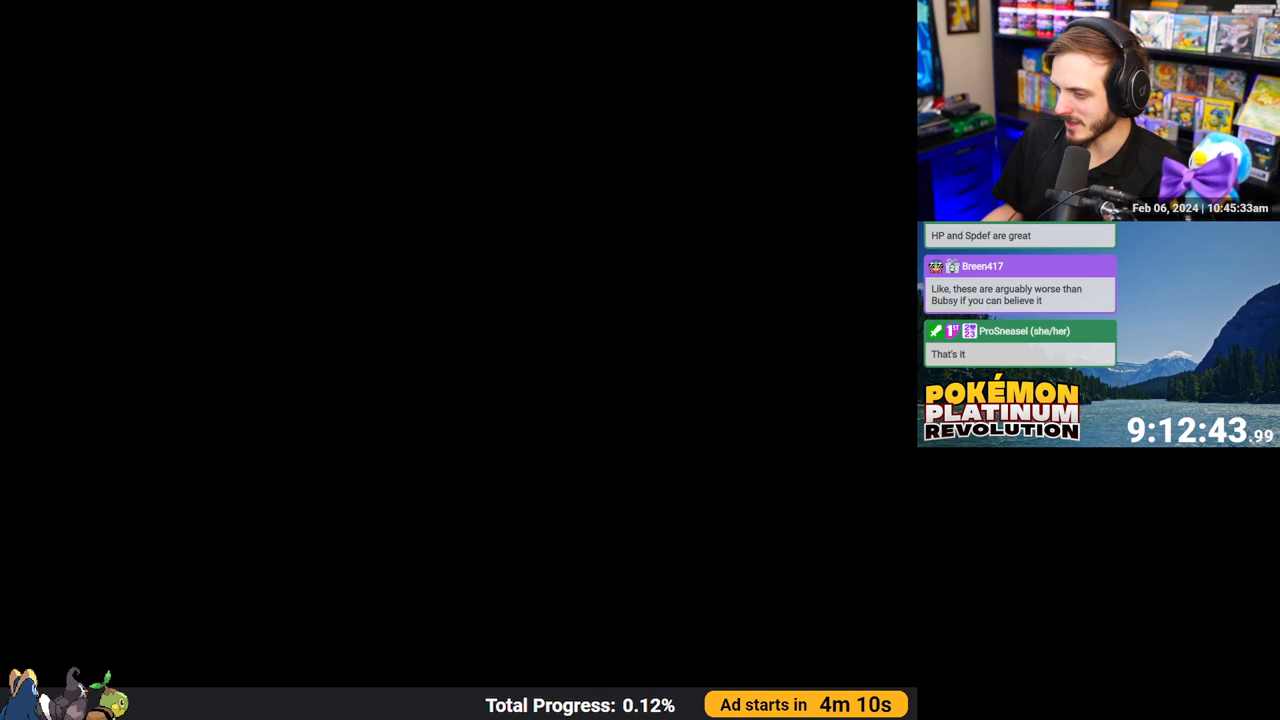 Feb 06, 2024 | 10:45:33am
HP and Spdef are great
Breen417
Like, these are arguably worse than
Bubsy if you can believe it
1ST
ProSneasel (she/her)
That's it
POKÉMON
PLATINUM
REVOLUTION
9:12:43.99
Total Progress: 0.12%
Ad starts in 4m 10s